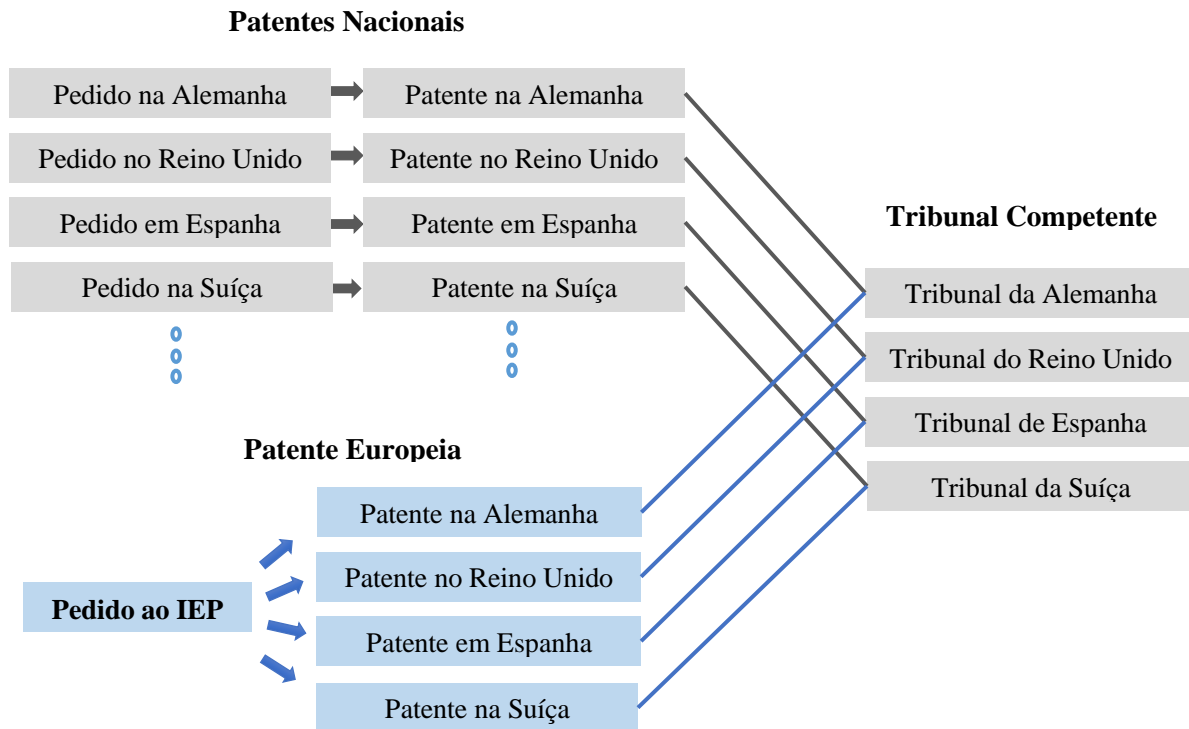 Patentes Nacionais
Pedido na Alemanha
Patente na Alemanha
Pedido no Reino Unido
Patente no Reino Unido
Pedido em Espanha
Patente em Espanha
Pedido na Suíça
Patente na Suíça
Tribunal Competente
Tribunal da Alemanha
Tribunal do Reino Unido
Tribunal de Espanha
Tribunal da Suíça
Patente Europeia
Pedido ao IEP
Patente na Alemanha
Patente no Reino Unido
Patente em Espanha
Patente na Suíça